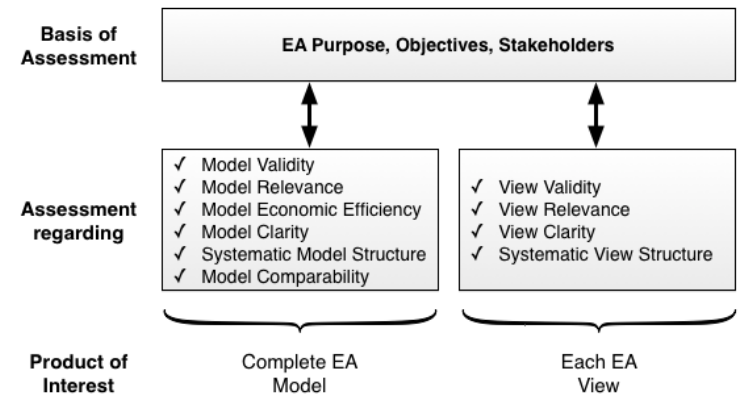 Basis of
Assessment
EA Purpose, Objectives, Stakeholders
Assessment
regarding
✓ Model Validity
✓ Model Relevance
✓ Model Economic Efficiency
✓ Model Clarity
✓ Systematic Model Structure
✓ Model Comparability
✓ View Validity
✓ View Relevance
✓ View Clarity
✓ Systematic View Structure
Product of
Interest
Complete EA
Model
Each EA
View